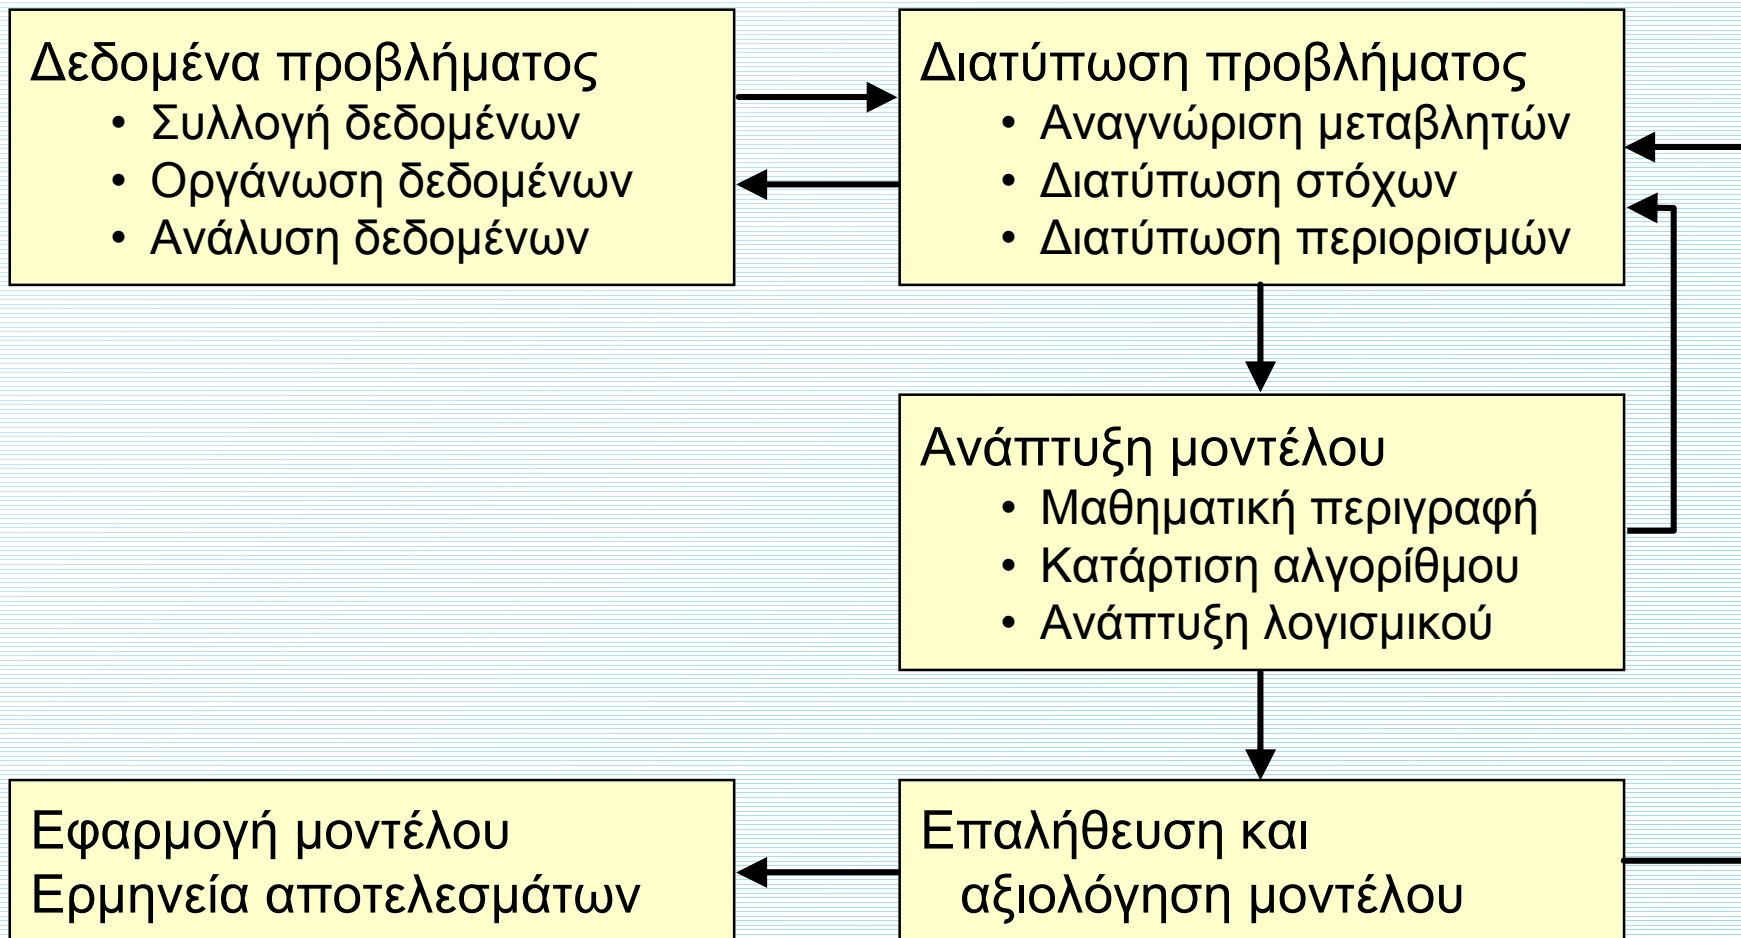 Δεδομένα προβλήματος
• Συλλογή δεδομένων
• Οργάνωση δεδομένων
• Ανάλυση δεδομένων
Διατύπωση προβλήματος
• Αναγνώριση μεταβλητών
• Διατύπωση στόχων
• Διατύπωση περιορισμών
Ανάπτυξη μοντέλου
• Μαθηματική περιγραφή
• Κατάρτιση αλγορίθμου
• Ανάπτυξη λογισμικού
Εφαρμογή μοντέλου
Ερμηνεία αποτελεσμάτων
Επαλήθευση και
αξιολόγηση μοντέλου